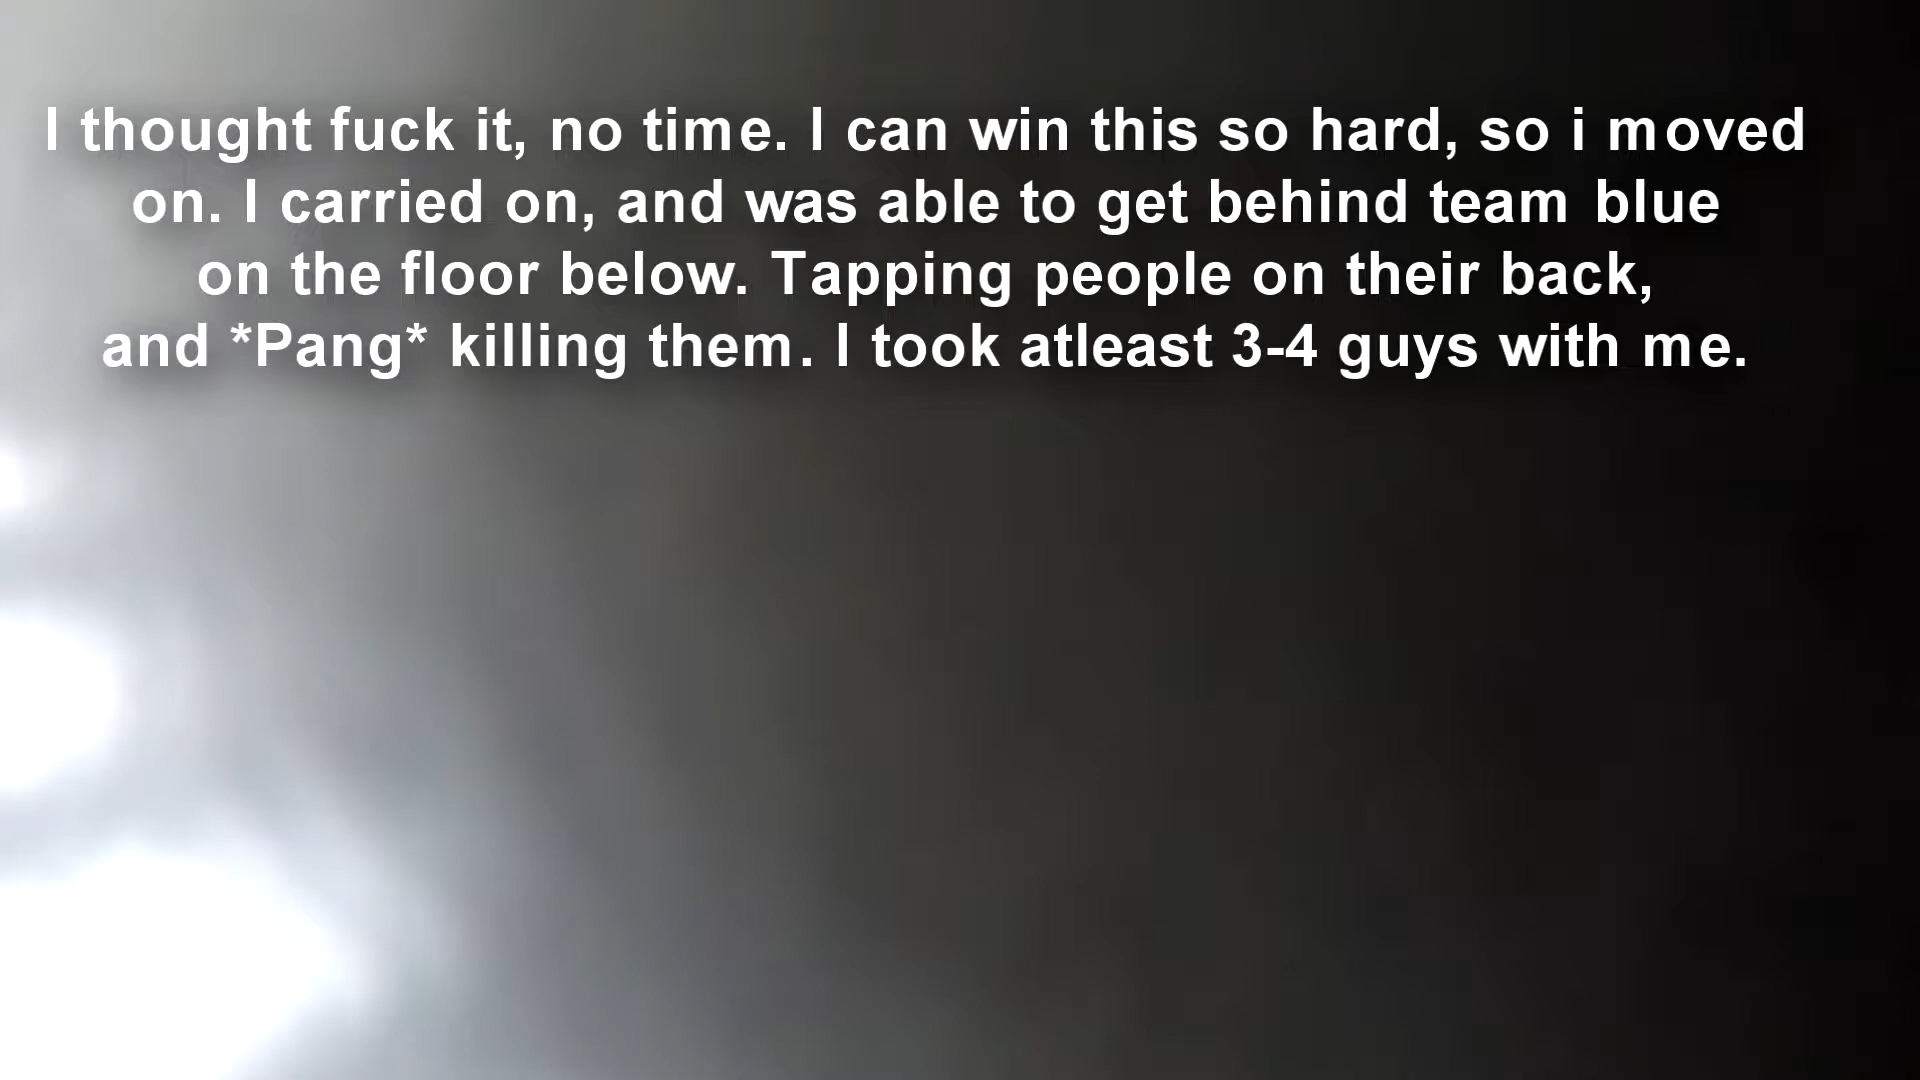 I thought fuck it, no time. I can win this so hard, so i moved
on. I carried on, and was able to get behind team blue
on the floor below. Tapping people on their back,
and *Pang* killing them. I took atleast 3-4 guys with me.